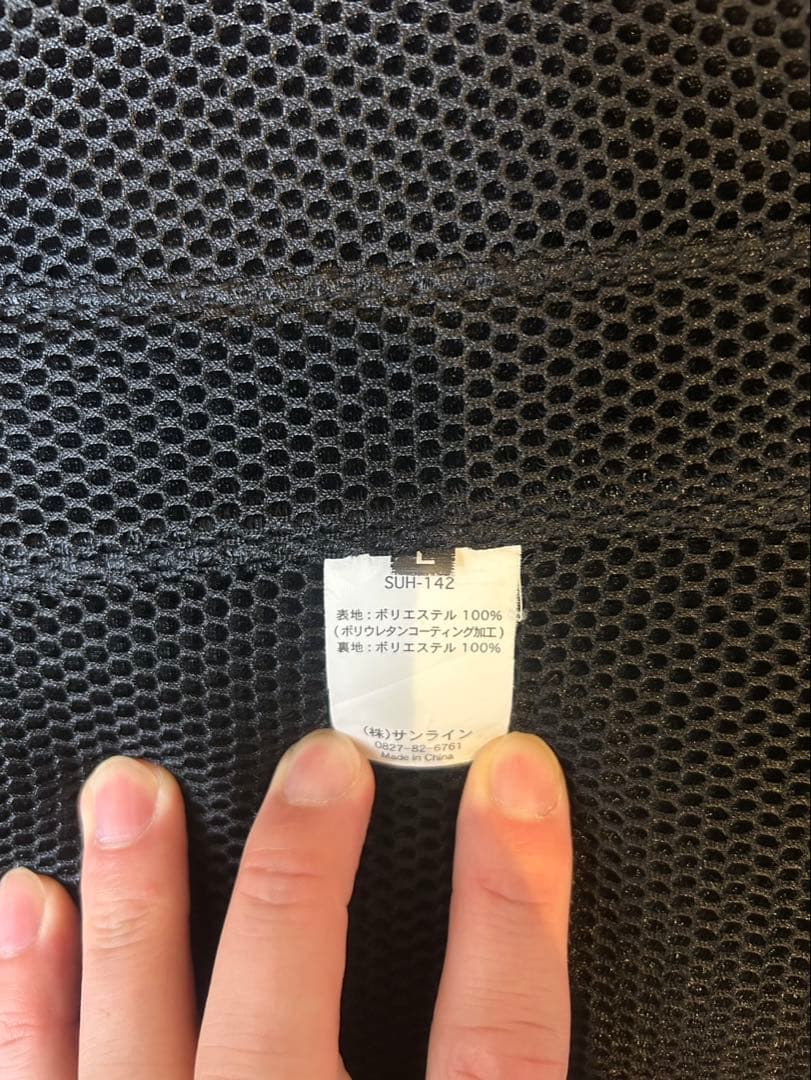 L
SUH-142
表地：ポリエステル 100%
(ポリウレタンコーティング加工)
裏地：ポリエステル 100%
(株)サンライン
0827-82-6761
Made in China